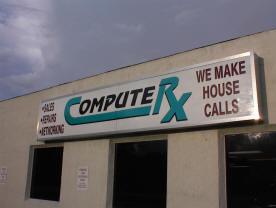 •SALES
•REPAIRS
•NETWORKING
COMPUTERX
WE MAKE
HOUSE
CALLS